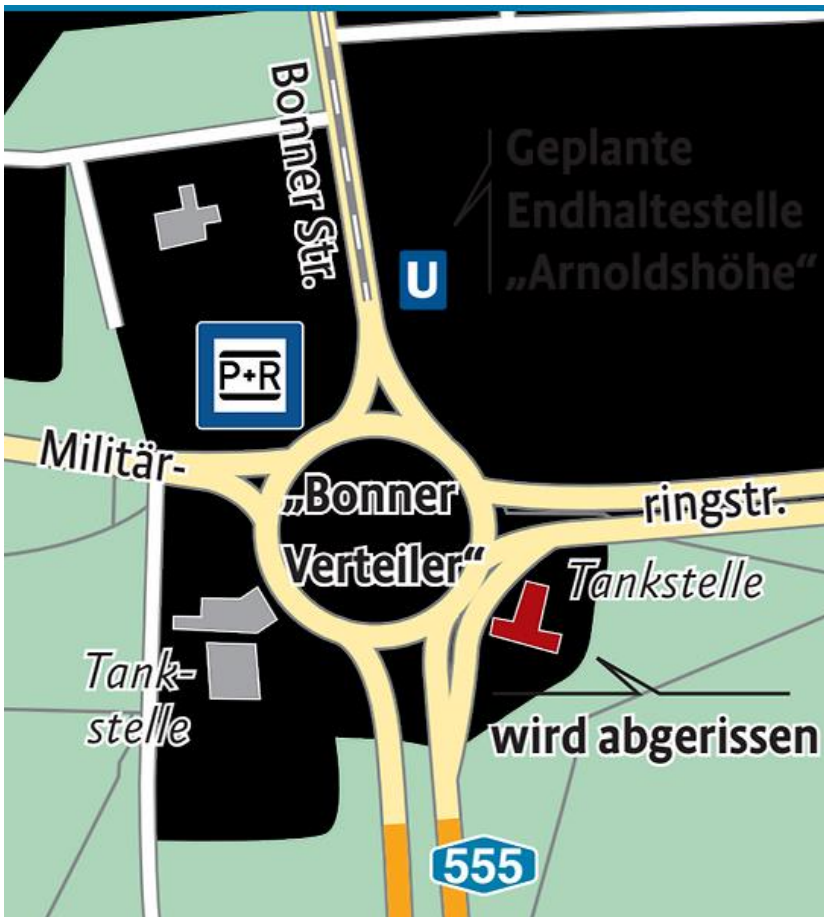 Bonner Str.
Geplante
Endhaltestelle
„Arnoldshöhe“
U
P+R
Militär-
ringstr.
„Bonner
Verteiler“
Tankstelle
Tank-
stelle
wird abgerissen
555